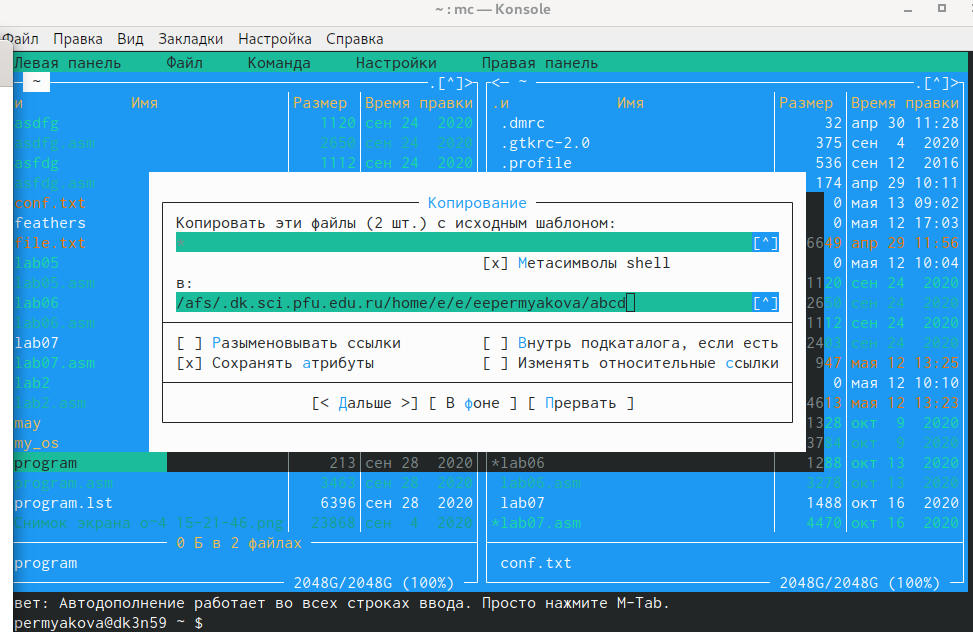 ~ : mc — Konsole
Файл Правка Вид Закладки Настройка Справка
Левая панель Файл Команда Настройки Правая панель
~ .[^]> <─ ~ .[^]>
и Имя Размер Время правки .и Имя Размер Время правки
asdfg 1120 сен 24 2020 .dmrc 32 апр 30 11:28
asdfg.asm 2650 сен 24 2020 .gtkrc-2.0 375 сен 4 2020
asfdg 1112 сен 24 2020 .profile 536 сен 12 2016
asfdg.asm 174 апр 29 10:11
conf.txt Копирование 0 мая 13 09:02
feathers Копировать эти файлы (2 шт.) с исходным шаблоном: 0 мая 12 17:03
file.txt * [^] 6649 апр 29 11:56
lab05 [x] Метасимволы shell 0 мая 12 10:04
lab05.asm в: 1120 сен 24 2020
lab06 /afs/.dk.sci.pfu.edu.ru/home/e/e/eepermyakova/abcd [^] 2650 сен 24 2020
lab06.asm 1112 сен 24 2020
lab07 [ ] Разыменовывать ссылки [ ] Внутрь подкаталога, если есть 2403 сен 24 2020
lab07.asm [x] Сохранять атрибуты [ ] Изменять относительные ссылки 947 мая 12 13:25
lab2 0 мая 12 10:10
lab2.asm [< Дальше >] [ В фоне ] [ Прервать ] 4613 мая 12 13:23
may 1328 окт 9 2020
my_os 3784 окт 9 2020
program 213 сен 28 2020 *lab06 1288 окт 13 2020
program.asm 3463 сен 28 2020 lab06.asm 3278 окт 13 2020
program.lst 6396 сен 28 2020 lab07 1488 окт 16 2020
Снимок экрана о~4 15-21-46.png 23868 сен 4 2020 *lab07.asm 4470 окт 16 2020
0 Б в 2 файлах
program conf.txt
2048G/2048G (100%) 2048G/2048G (100%)
вет: Автодополнение работает во всех строках ввода. Просто нажмите M-Tab.
permyakova@dk3n59 ~ $